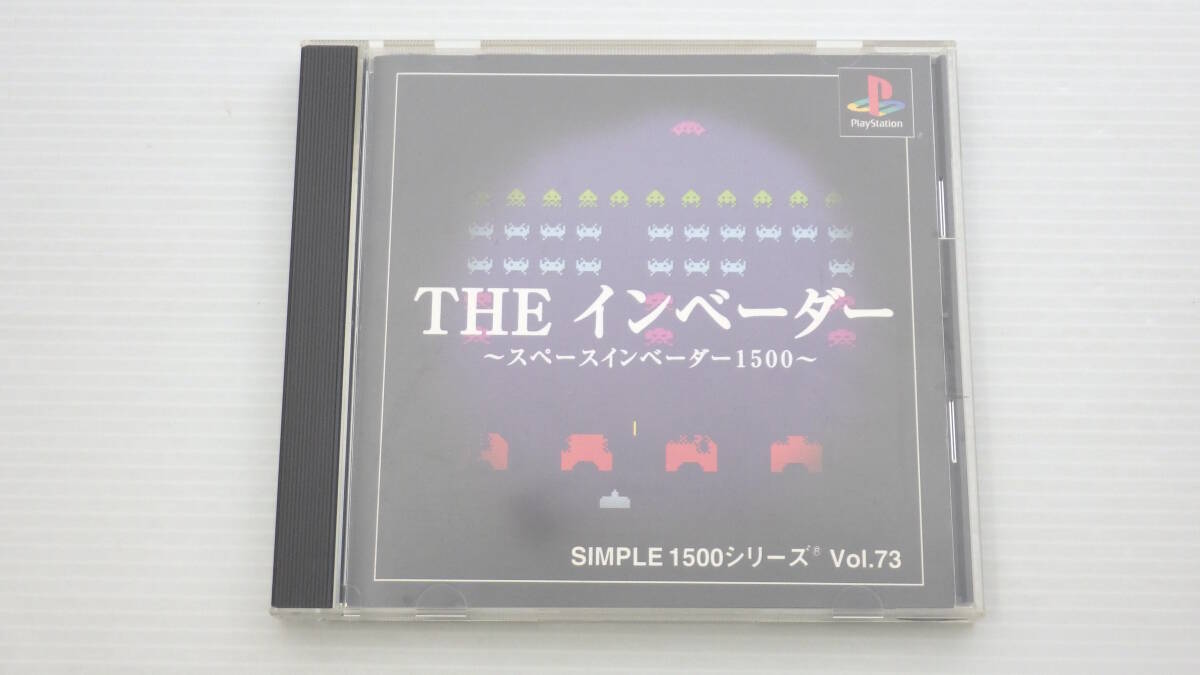 PlayStation
THE インベーダー
～スペースインベーダー1500～
SIMPLE 1500シリーズ® Vol.73